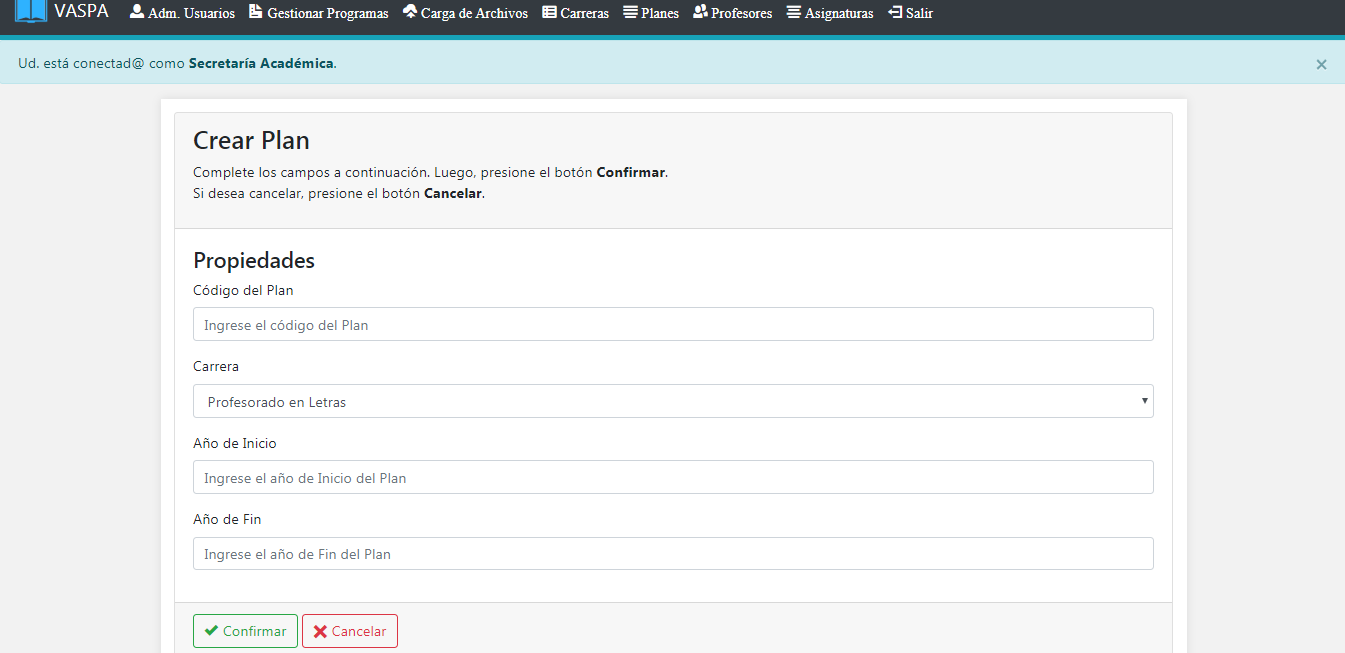 VASPA Adm. Usuarios Gestionar Programas Carga de Archivos Carreras Planes Profesores Asignaturas Salir
Ud. está conectad@ como Secretaría Académica.
×
Crear Plan
Complete los campos a continuación. Luego, presione el botón Confirmar.
Si desea cancelar, presione el botón Cancelar.
Propiedades
Código del Plan
Ingrese el código del Plan
Carrera
Profesorado en Letras
Año de Inicio
Ingrese el año de Inicio del Plan
Año de Fin
Ingrese el año de Fin del Plan
Confirmar Cancelar